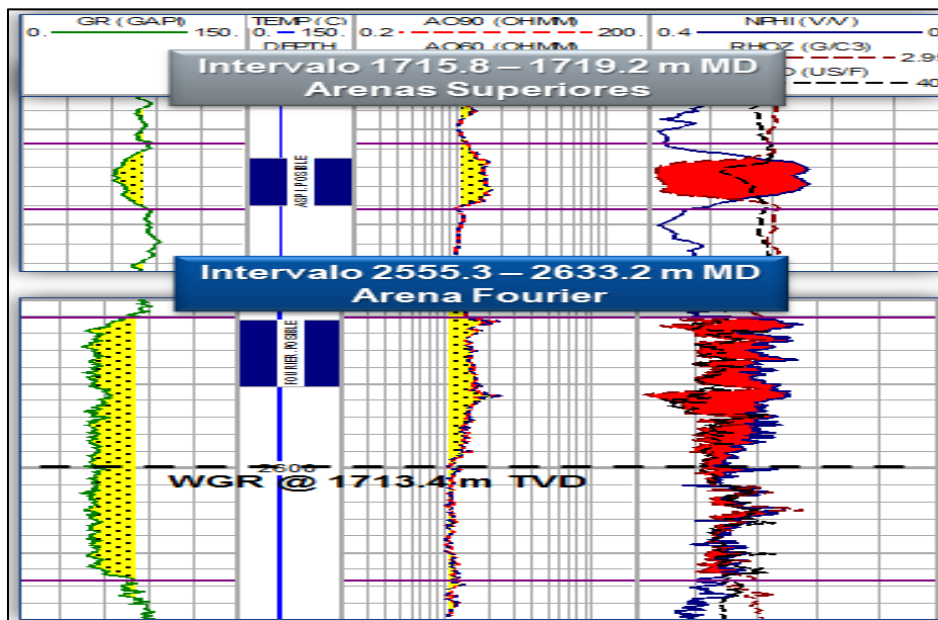 GR (GAPI)
0. 150.
TEMP (C)
0. 150.
DEPTH
AO90 (OHMM)
0.2 200.
AO60 (OHMM)
NPHI (V/V)
0.4 0
RHOZ (G/C3)
2.95
(US/F)
40
Intervalo 1715.8 – 1719.2 m MD
Arenas Superiores
ASP I. POSIBLE
Intervalo 2555.3 – 2633.2 m MD
Arena Fourier
FOURIER. POSIBLE
2600
WGR @ 1713.4 m TVD